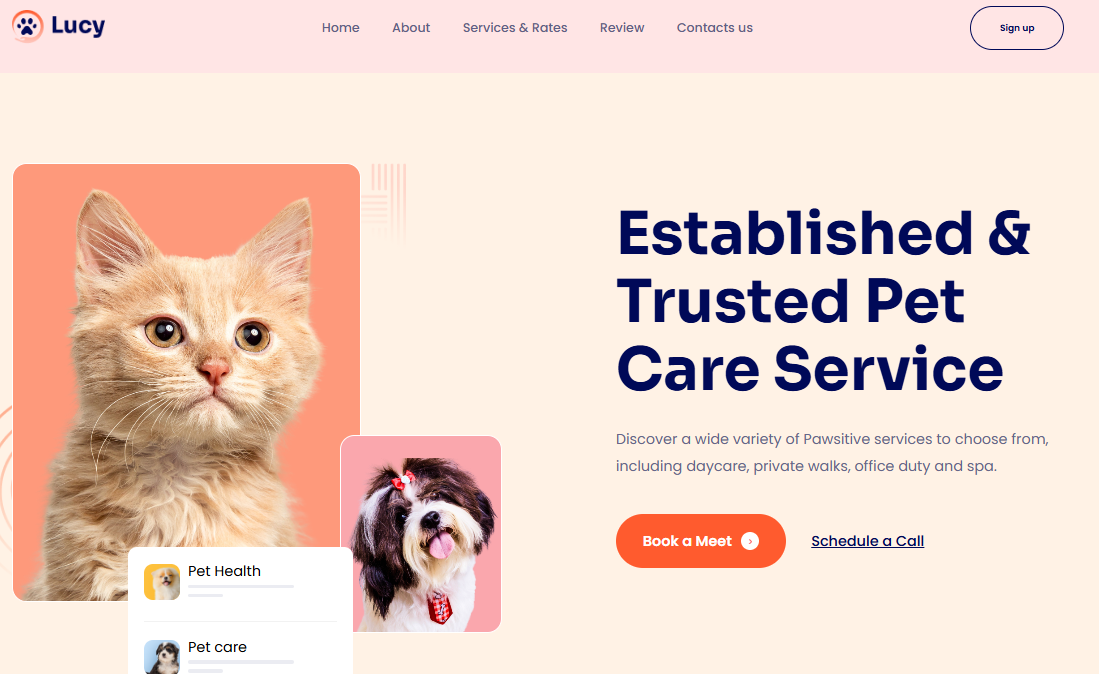 Lucy
Home
About
Services & Rates
Review
Contacts us
Sign up
Established &
Trusted Pet
Care Service
Discover a wide variety of Pawsitive services to choose from,
including daycare, private walks, office duty and spa.
Book a Meet
Schedule a Call
Pet Health
Pet care